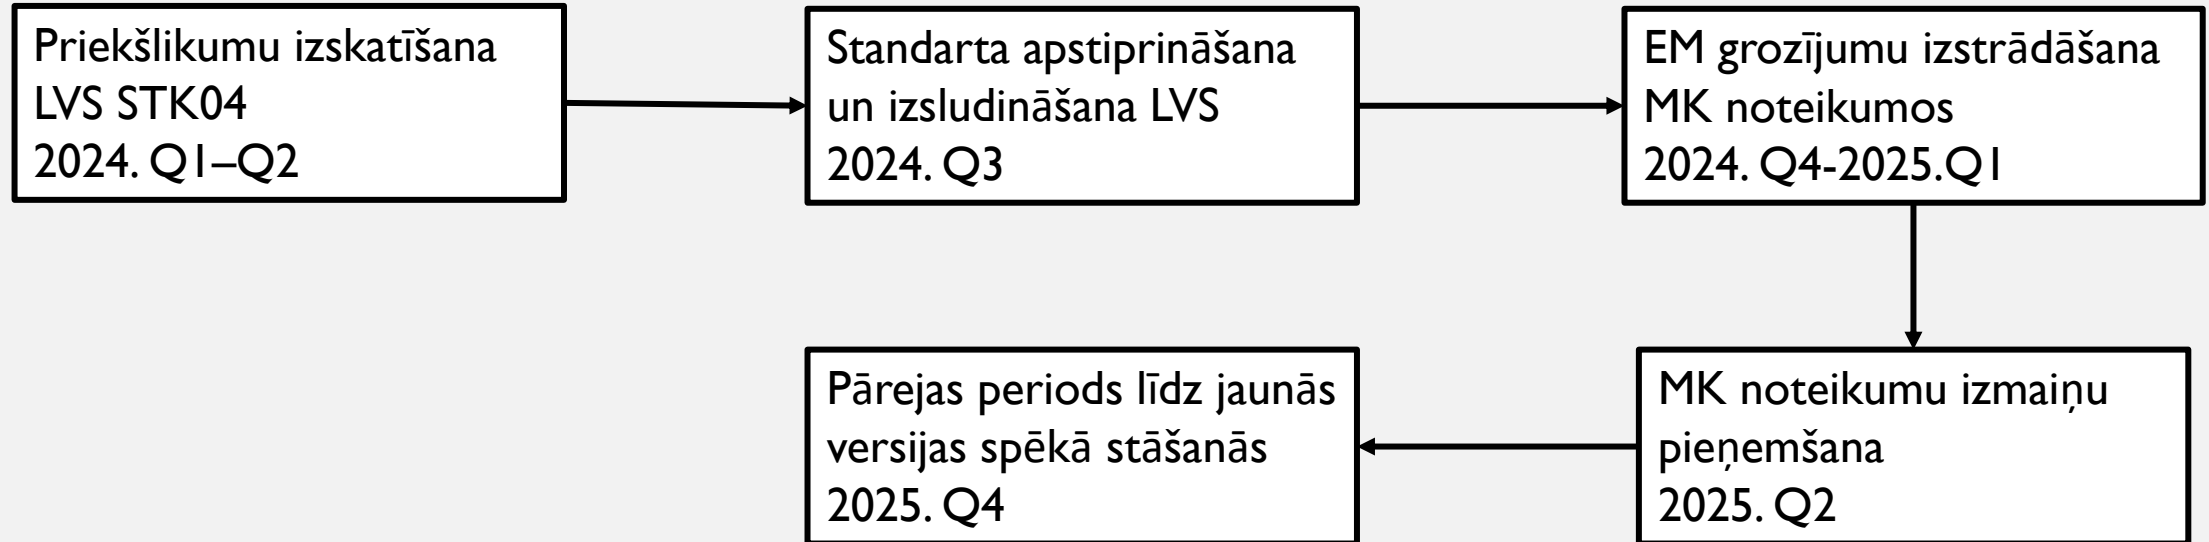 Priekšlikumu izskatīšana
LVS STK04
2024. Q1–Q2
Standarta apstiprināšana
un izsludināšana LVS
2024. Q3
EM grozījumu izstrādāšana
MK noteikumos
2024. Q4-2025.Q1
MK noteikumu izmaiņu
pieņemšana
2025. Q2
Pārejas periods līdz jaunās
versijas spēkā stāšanās
2025. Q4